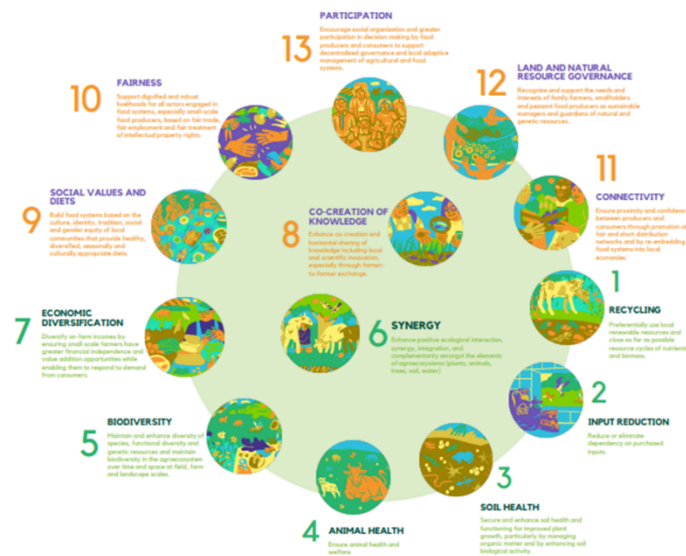 PARTICIPATION
13
Encourage social organization and greater
participation in decision-making by food
producers and consumers to support
decentralized governance and local adaptive
management of agricultural and food
systems.
10
FAIRNESS
Support dignified and robust
livelihoods for all actors engaged in
food systems, especially small-scale
food producers, based on fair trade,
fair employment and fair treatment
of intellectual property rights.
12
LAND AND NATURAL
RESOURCE GOVERNANCE
Recognize and support the needs and
interests of family farmers, smallholders
and peasant food producers as sustainable
managers and guardians of natural and
genetic resources.
11
CONNECTIVITY
Ensure proximity and confidenc
between producers and
consumers through promotion of
fair and short distribution
networks and by re-embedding
food systems into local
economies.
9
SOCIAL VALUES AND
DIETS
Build food systems based on the
culture, identity, tradition, social
and gender equity of local
communities that provide healthy,
diversified, seasonally and
culturally appropriate diets.
8
CO-CREATION OF
KNOWLEDGE
Enhance co-creation and
horizontal sharing of
knowledge including local
and scientific innovation,
especially through farmer-
to-farmer exchange.
1
RECYCLING
Preferentially use local
renewable resources and
close as far as possible
resource cycles of nutrients
and biomass.
7
ECONOMIC
DIVERSIFICATION
Diversify on-farm incomes by
ensuring small-scale farmers have
greater financial independence and
value addition opportunities while
enabling them to respond to demand
from consumers.
6
SYNERGY
Enhance positive ecological interaction,
synergy, integration, and
complementarity amongst the elements
of agroecosystems (plants, animals,
trees, soil, water)
2
INPUT REDUCTION
Reduce or eliminate
dependency on purchased
inputs.
5
BIODIVERSITY
Maintain and enhance diversity of
species, functional diversity and
genetic resources and maintain
biodiversity in the agroecosystem
over time and space at field, farm
and landscape scales.
3
SOIL HEALTH
Secure and enhance soil health and
functioning for improved plant
growth, particularly by managing
organic matter and by enhancing soil
biological activity.
4
ANIMAL HEALTH
Ensure animal health and
welfare